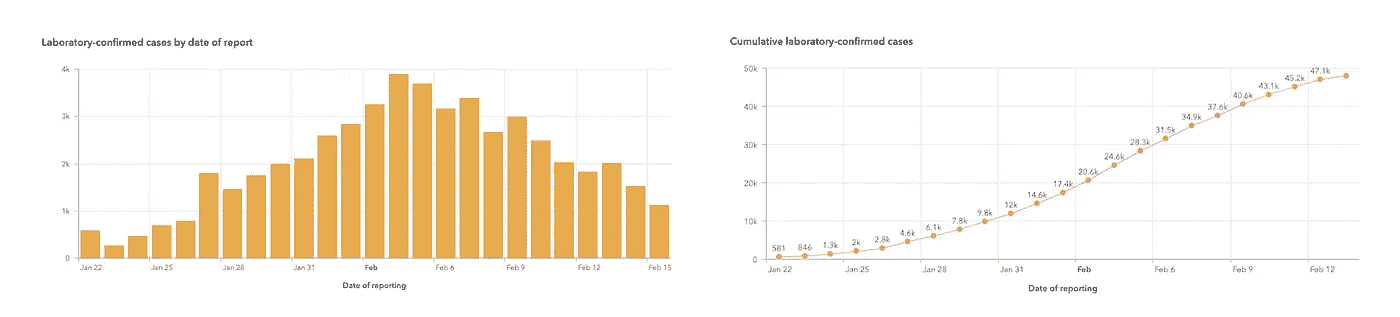 Laboratory-confirmed cases by date of report
4k
3k
2k
1k
0
Jan 22 Jan 25 Jan 28 Jan 31 Feb Feb 6 Feb 9 Feb 12 Feb 15
Date of reporting
Cumulative laboratory-confirmed cases
50k
40k
30k
20k
10k
0
581 846 1.3k 2k 2.8k 4.6k 6.1k 7.8k 9.8k 12k 14.6k 17.4k 20.6k 24.6k 28.3k 31.5k 34.9k 37.6k 40.6k 43.1k 45.2k 47.1k
Jan 22 Jan 25 Jan 28 Jan 31 Feb Feb 6 Feb 9 Feb 12
Date of reporting